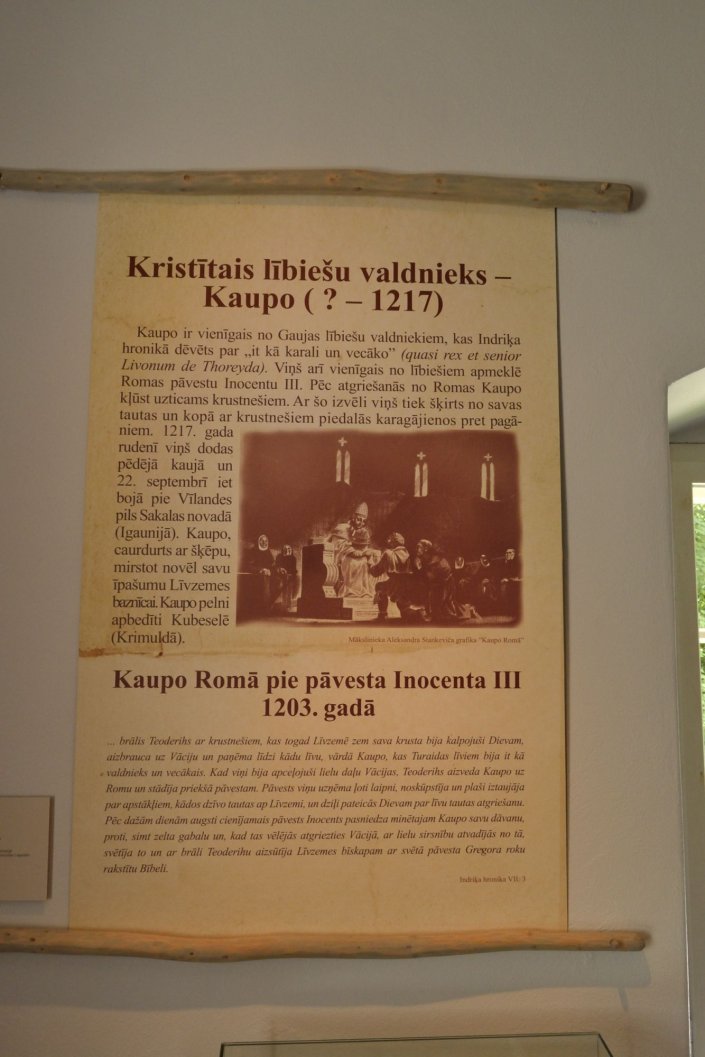 Kristītais lībiešu valdnieks –
Kaupo ( ? – 1217)
Kaupo ir vienīgais no Gaujas lībiešu valdniekiem, kas Indriķa
hronikā dēvēts par „it kā karali un vecāko” (quasi rex et senior
Livonum de Thoreyda). Viņš arī vienīgais no lībiešiem apmeklē
Romas pāvestu Inocentu III. Pēc atgriešanās no Romas Kaupo
kļūst uzticams krustnešiem. Ar šo izvēli viņš tiek šķirts no savas
tautas un kopā ar krustnešiem piedalās karagājienos pret pagā-
niem. 1217. gada
rudenī viņš dodas
pēdējā kaujā un
22. septembrī iet
bojā pie Vīlandes
pils Sakalas novadā
(Igaunijā). Kaupo,
caurdurts ar šķēpu,
mirstot novēl savu
īpašumu Līvzemes
baznīcai. Kaupo pelni
apbedīti Kubeselē
(Krimuldā).
Mākslinieka Aleksandra Stankeviča grafika "Kaupo Romā"
Kaupo Romā pie pāvesta Inocenta III
1203. gadā
... brālis Teoderihs ar krustnešiem, kas togad Līvzemē zem sava krusta bija kalpojuši Dievam,
aizbrauca uz Vāciju un paņēma līdzi kādu līvu, vārdā Kaupo, kas Turaidas līviem bija it kā
valdnieks un vecākais. Kad viņi bija apceļojuši lielu daļu Vācijas, Teoderihs aizveda Kaupo uz
Romu un stādīja priekšā pāvestam. Pāvests viņu uzņēma ļoti laipni, noskūpstīja un plaši iztaujāja
par apstākļiem, kādos dzīvo tautas ap Līvzemi, un dziļi pateicās Dievam par līvu tautas atgriešanu.
Pēc dažām dienām augsti cienījamais pāvests Inocents pasniedza minētajam Kaupo savu dāvanu,
proti, simt zelta gabalu un, kad tas vēlējās atgriezties Vācijā, ar lielu sirsnību atvadījās no tā,
svētīja to un ar brāli Teoderihu aizsūtīja Līvzemes bīskapam ar svētā pāvesta Gregora roku
rakstītu Bībeli.
Indriķa hronika VII: 3